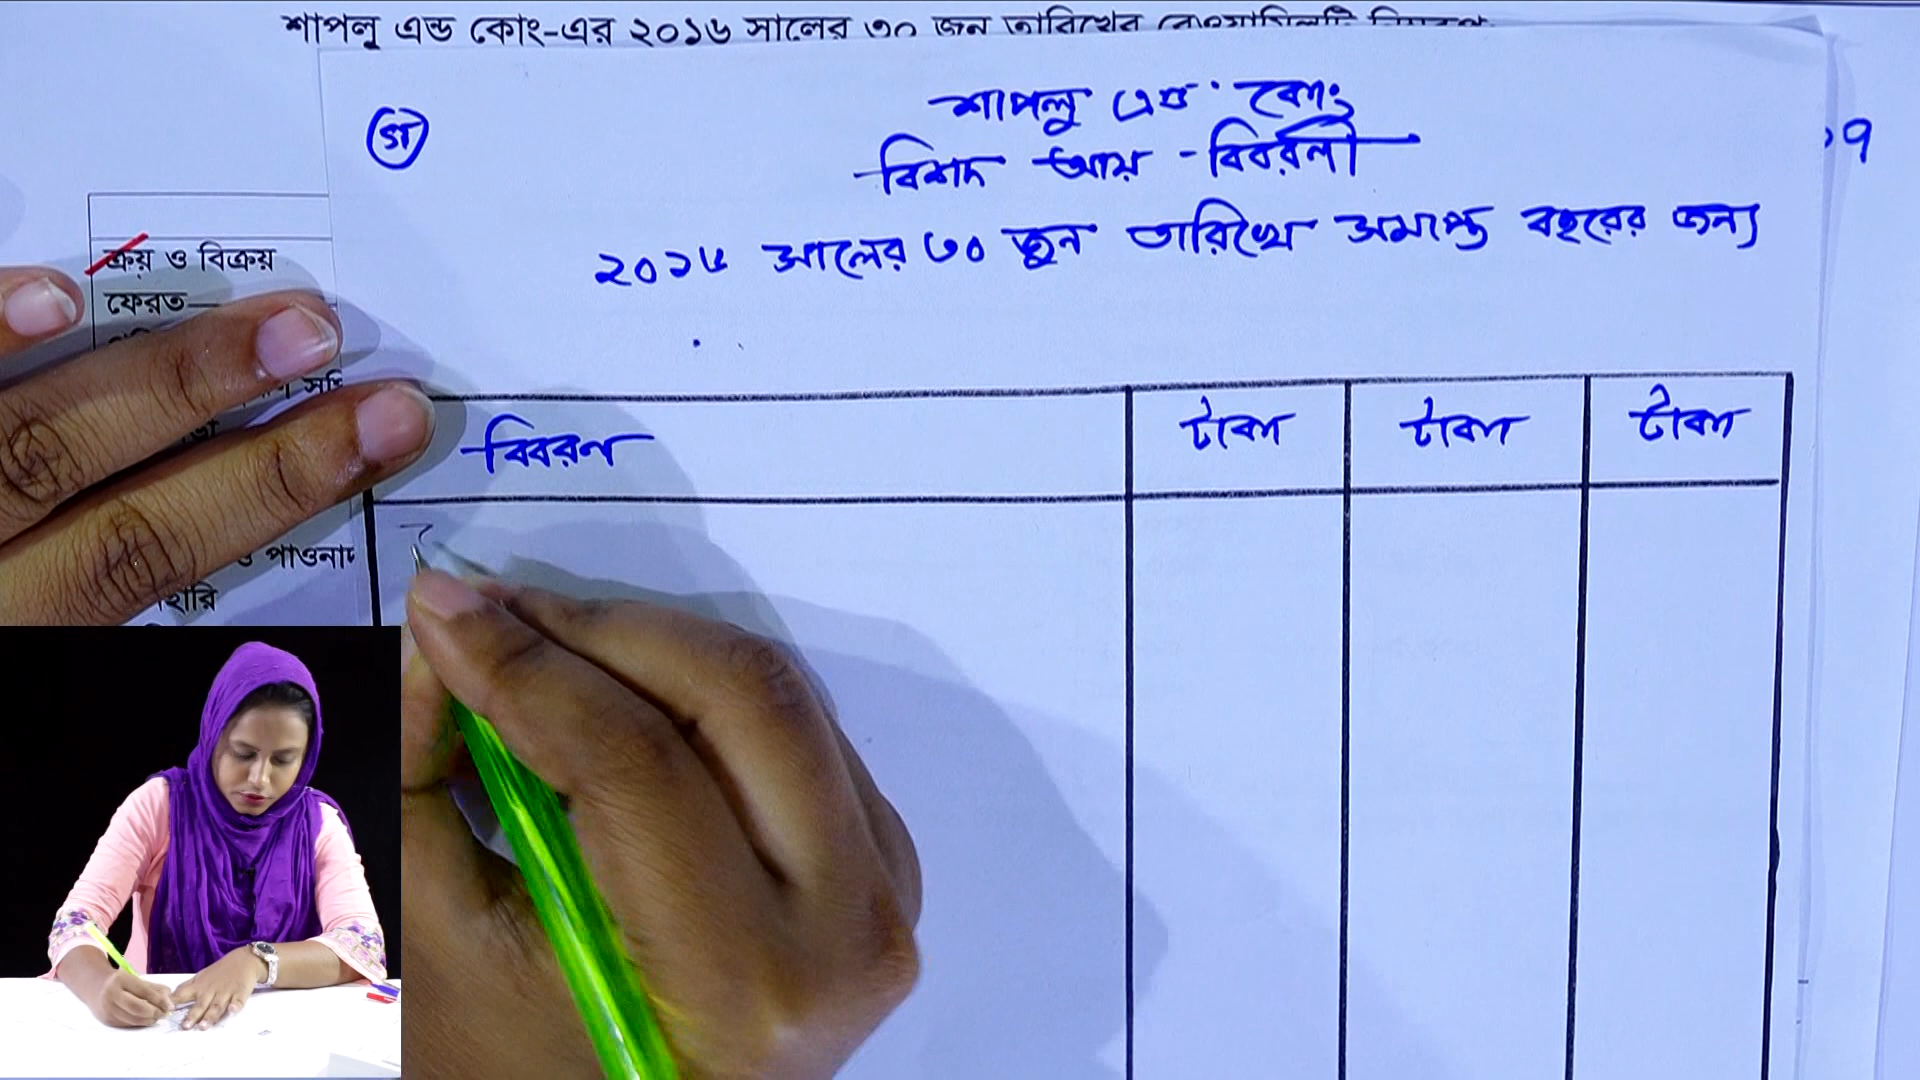 শাপলু এন্ড কোং-এর ২০১৬ সালের ৩০ জুন তারিখের রেওয়ামিলটি নিম্নরূপ
গ
শাপলু এন্ড কোং
বিশদ আয় - বিবরণী
২০১৬ সালের ৩০ জুন তারিখে সমাপ্ত বছরের জন্য
ক্রয় ও বিক্রয়
ফেরত
বিবরণ টাকা টাকা টাকা
ও পাওনাদ